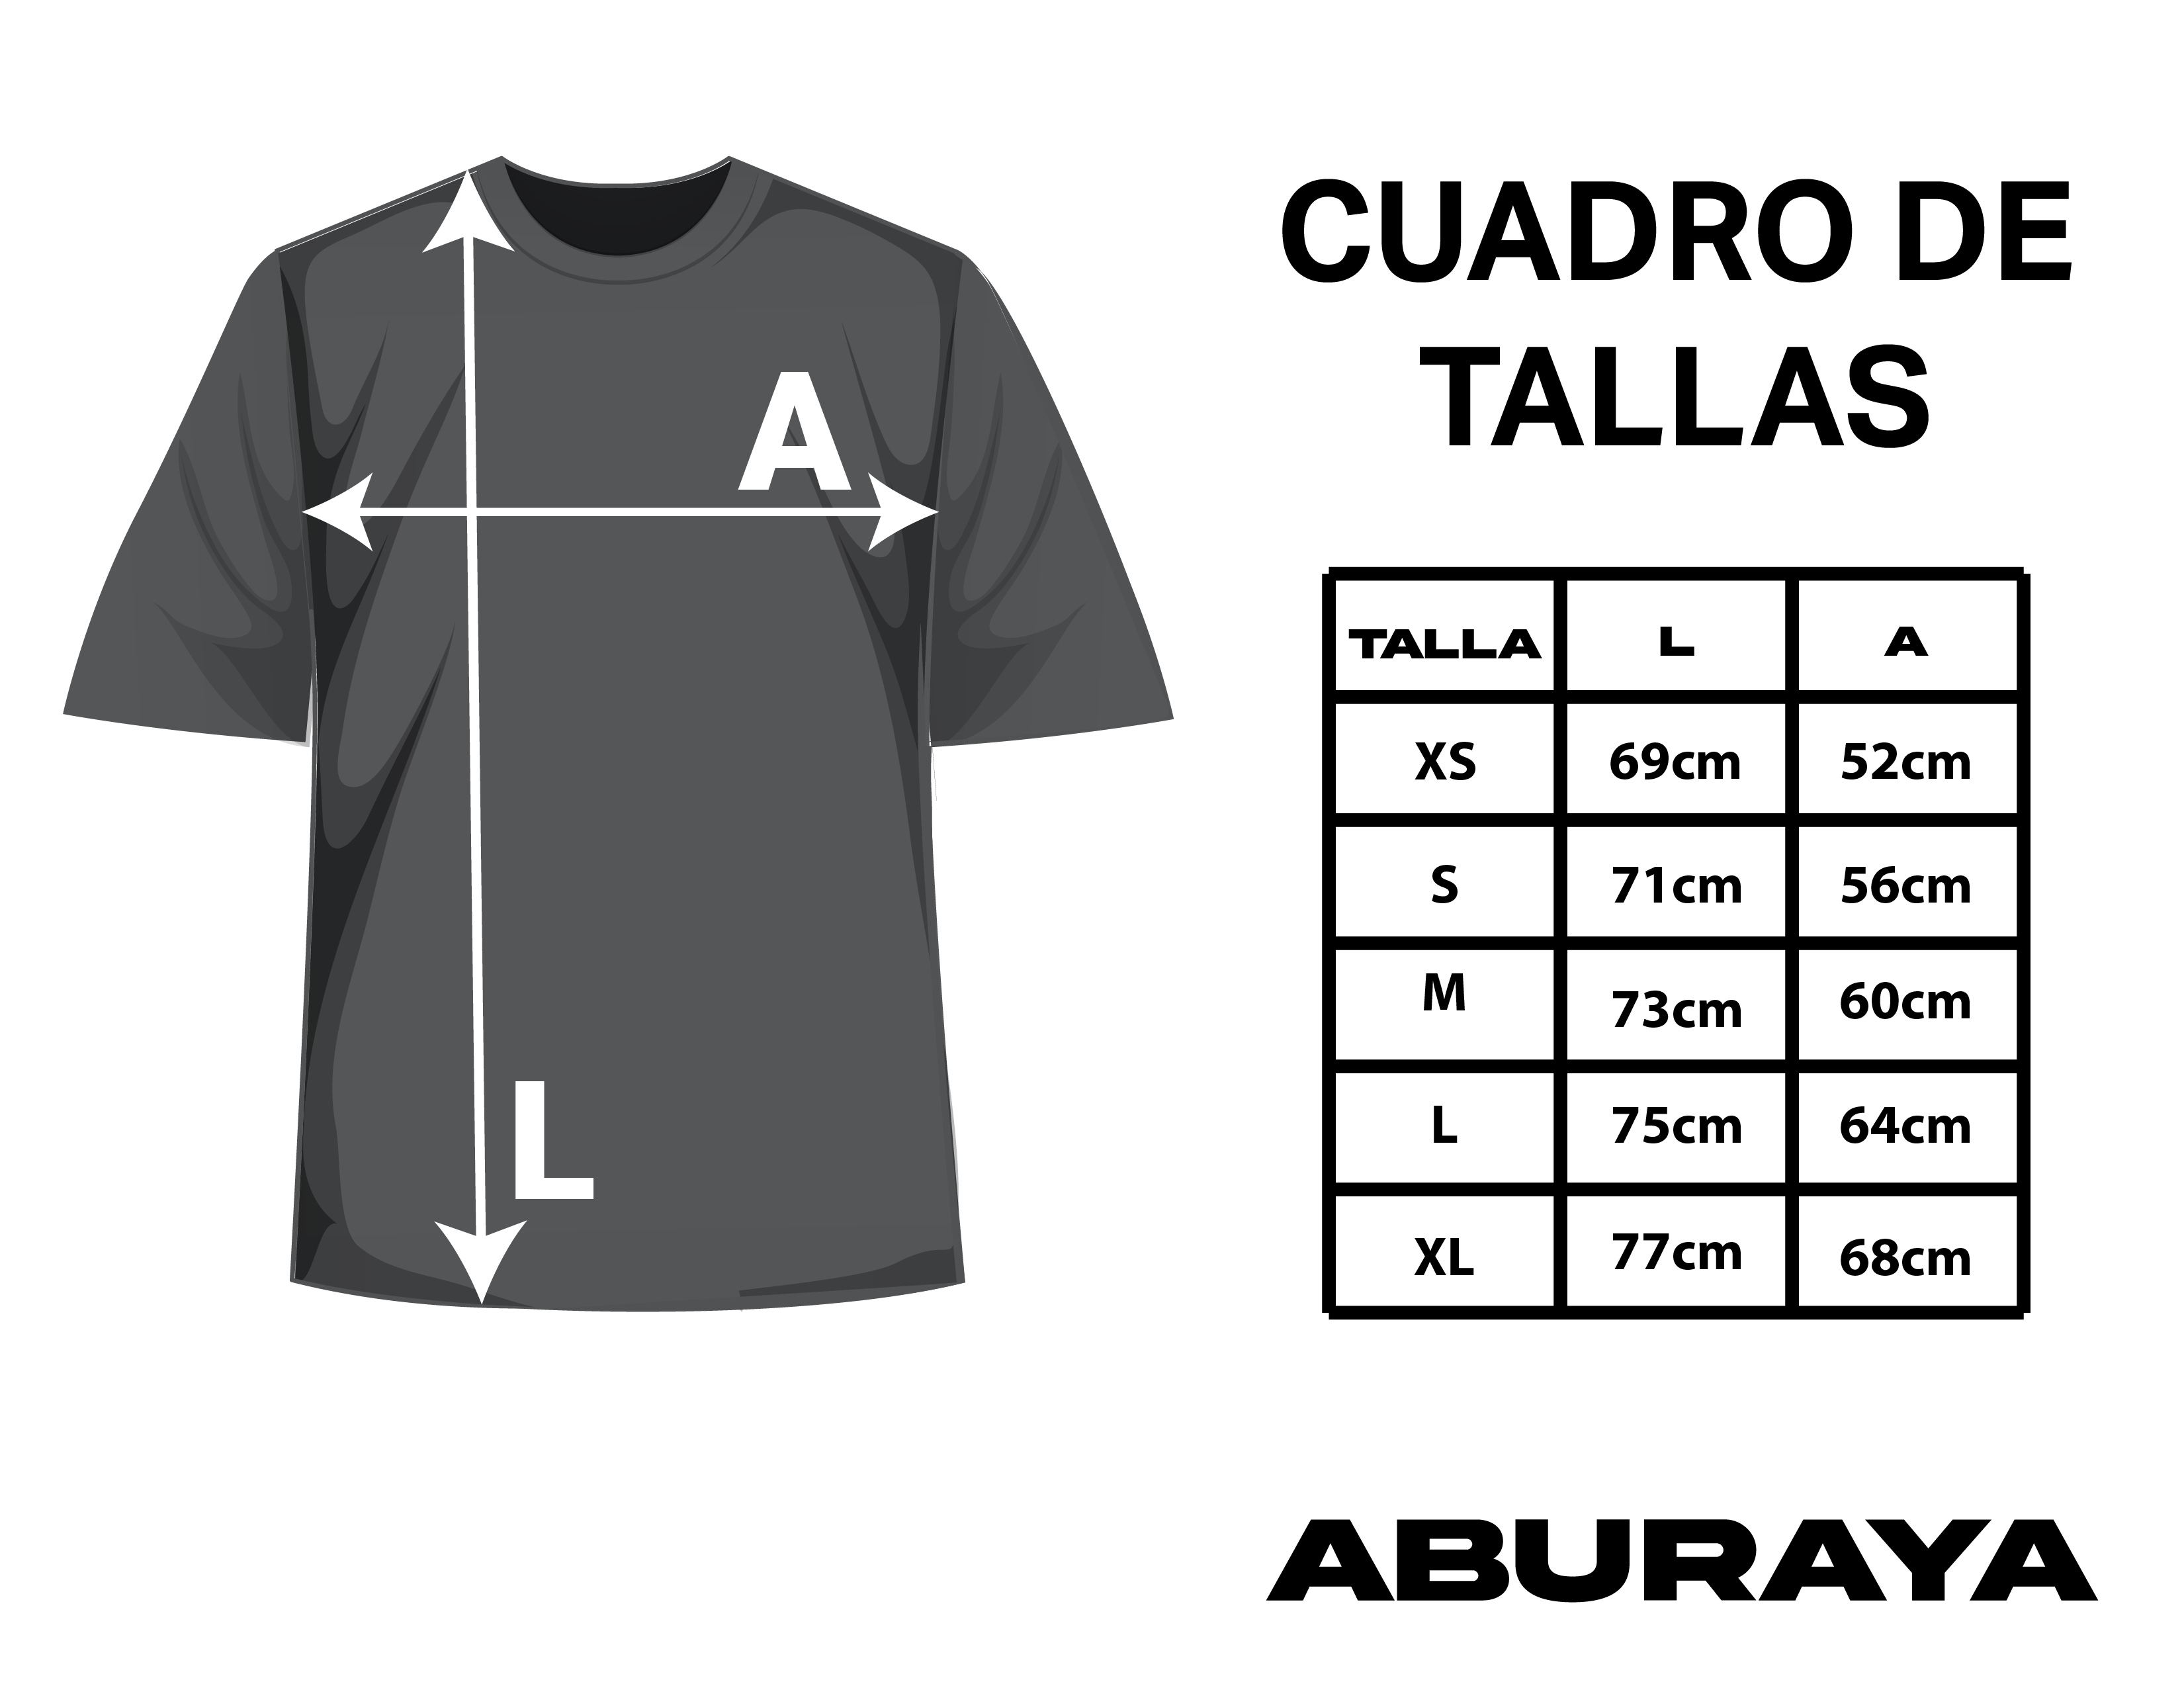 CUADRO DE
TALLAS
A
L
TALLA L A
XS 69cm 52cm
S 71cm 56cm
M 73cm 60cm
L 75cm 64cm
XL 77cm 68cm
ABURAYA